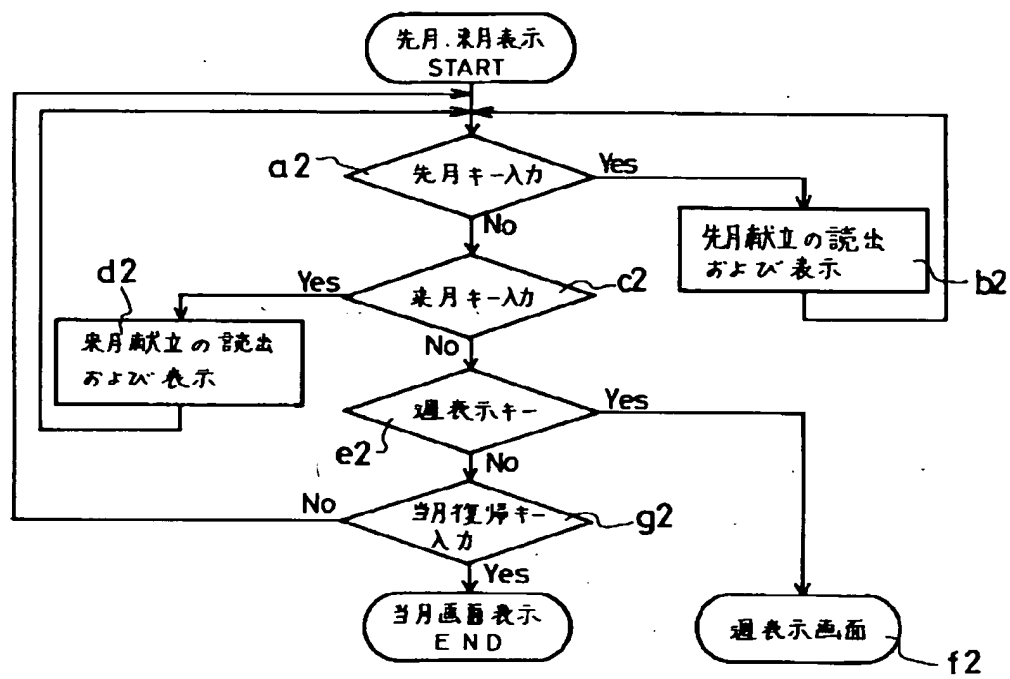 先月、来月表示
START
a2
先月キー入力
Yes
No
先月献立の読出
および表示
b2
d2
Yes
来月キー入力
c2
来月献立の読出
および表示
No
週表示キー
Yes
e2
No
No
当月復帰キー
入力
g2
Yes
当月画面表示
END
週表示画面
f2